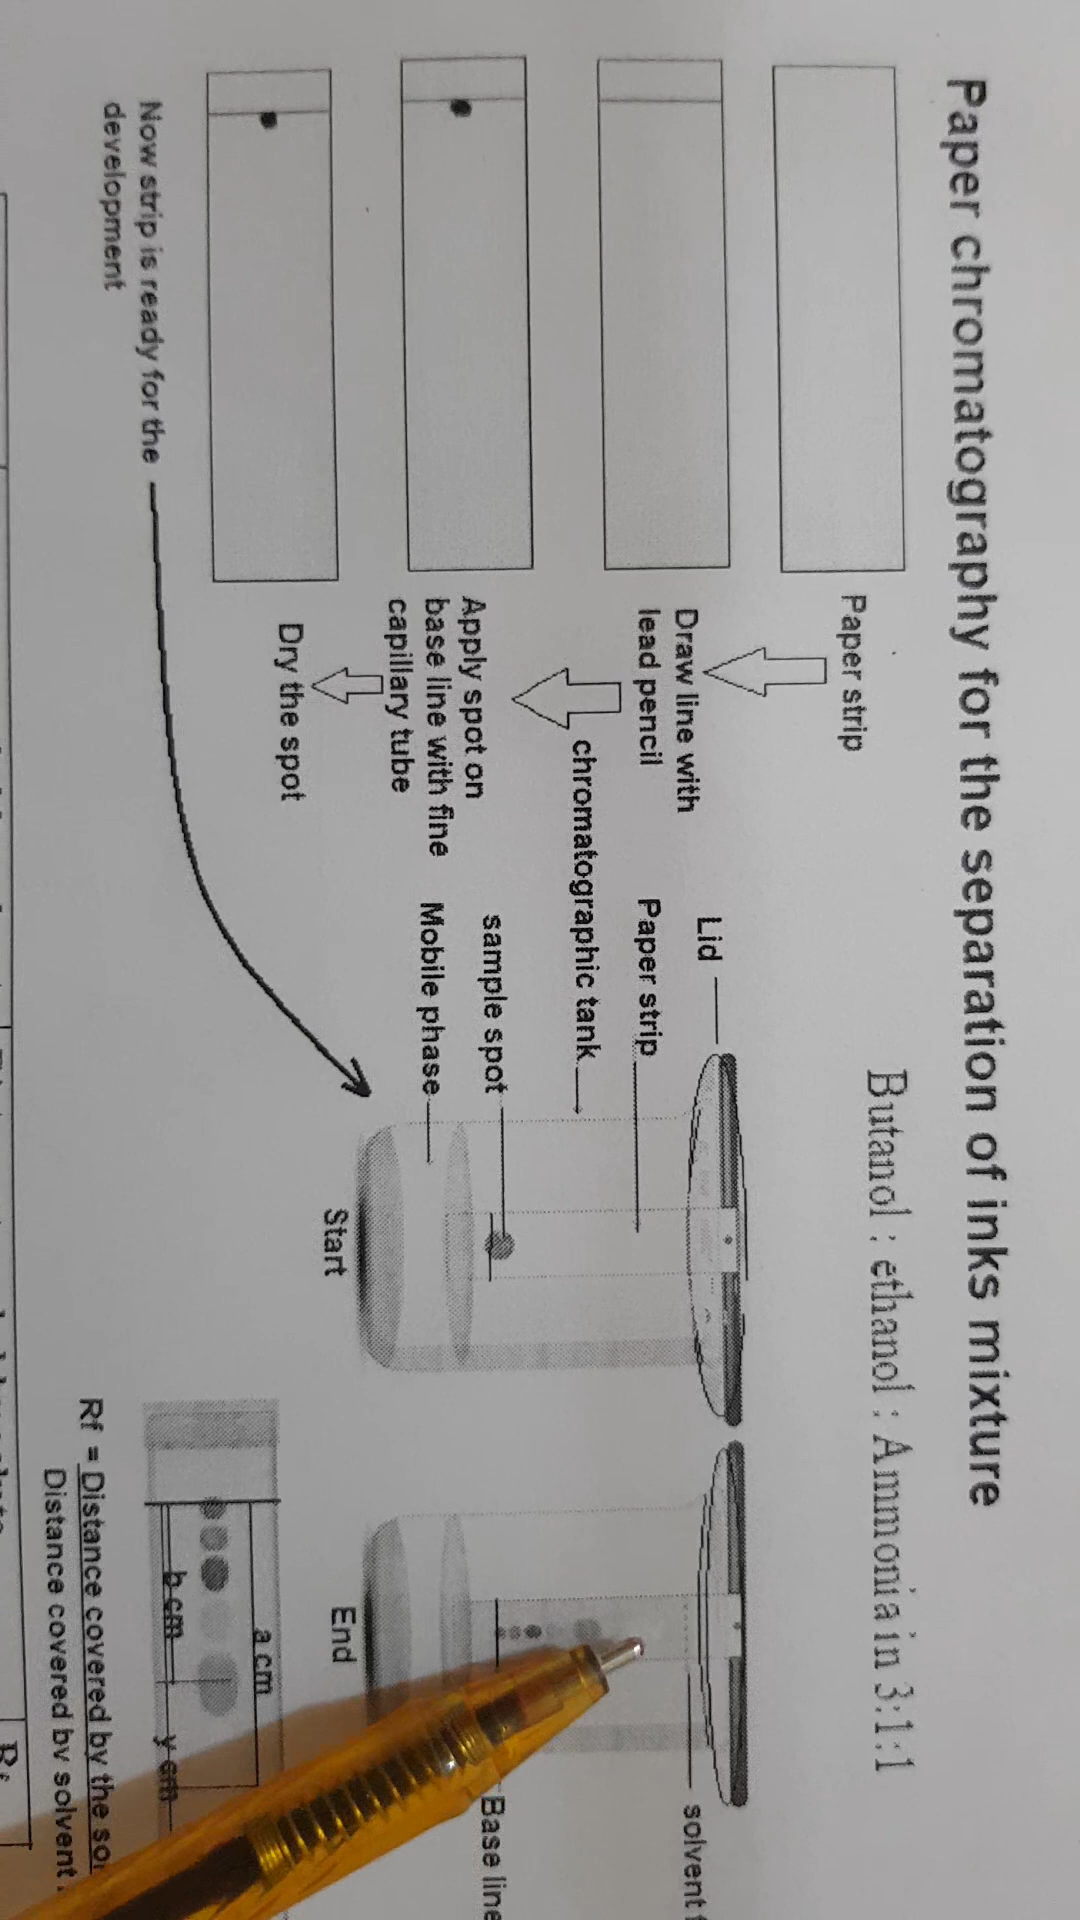 Paper chromatography for the separation of inks mixture
Butanol : ethanol : Ammonia in 3:1:1
Paper strip
Draw line with
lead pencil
Apply spot on
base line with fine
capillary tube
Dry the spot
Now strip is ready for the
development
Lid
Paper strip
chromatographic tank
sample spot
Mobile phase
Start
solvent
Base line
End
a cm
b cm
y cm
Rf = Distance covered by the
Distance covered by solvent